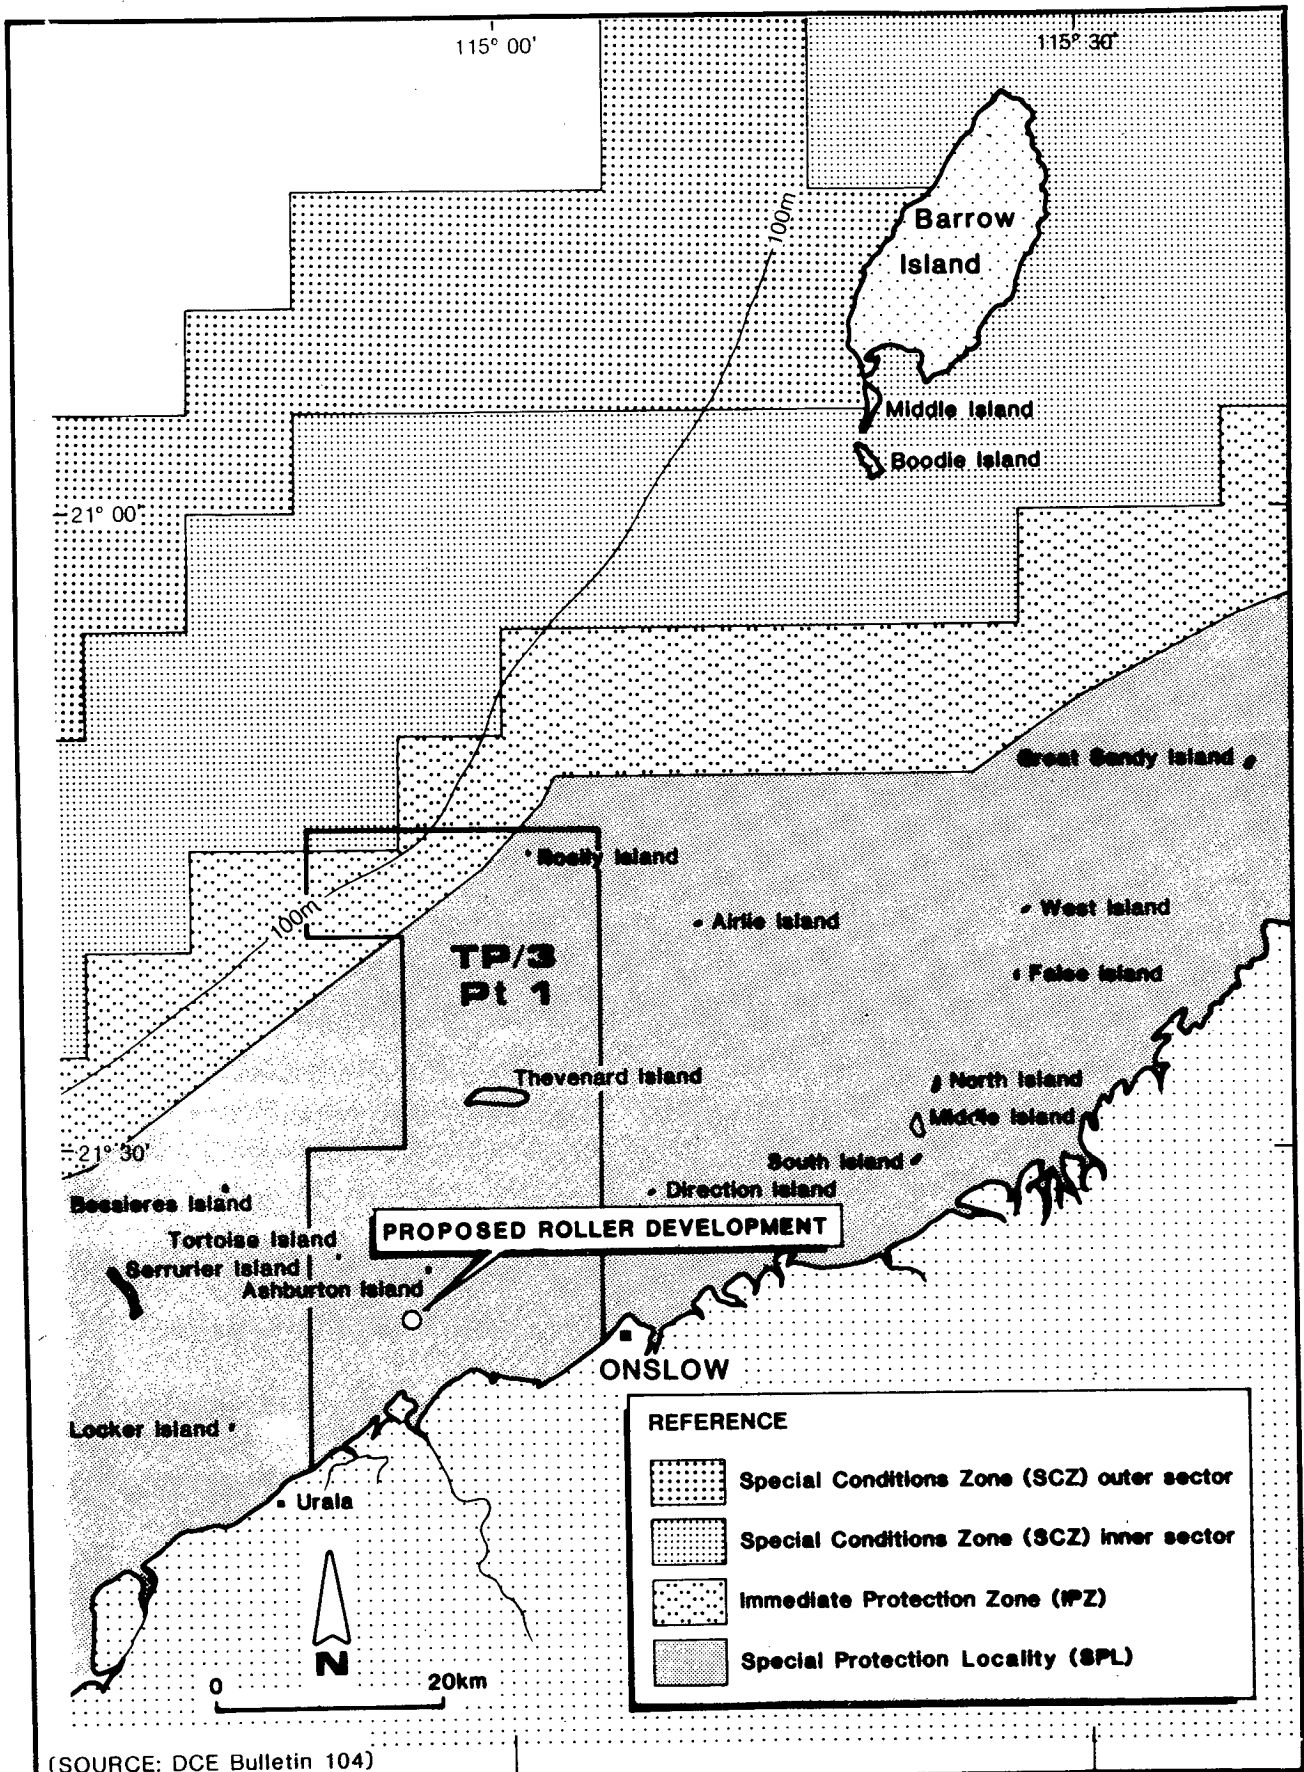 115° 00'
115° 30'
100m
Barrow
Island
Middle Island
Boodie Island
21° 00'
Great Sandy Island
Rosily Island
100m
Airlie Island
West Island
TP/3
Pt 1
False Island
Thevenard Island
North Island
Middle Island
21° 30'
South Island
Direction Island
Bessieres Island
PROPOSED ROLLER DEVELOPMENT
Tortoise Island
Serrurier Island
Ashburton Island
ONSLOW
Locker Island
Urala
REFERENCE
Special Conditions Zone (SCZ) outer sector
Special Conditions Zone (SCZ) inner sector
Immediate Protection Zone (IPZ)
Special Protection Locality (SPL)
N
0 20km
(SOURCE: DCE Bulletin 104)